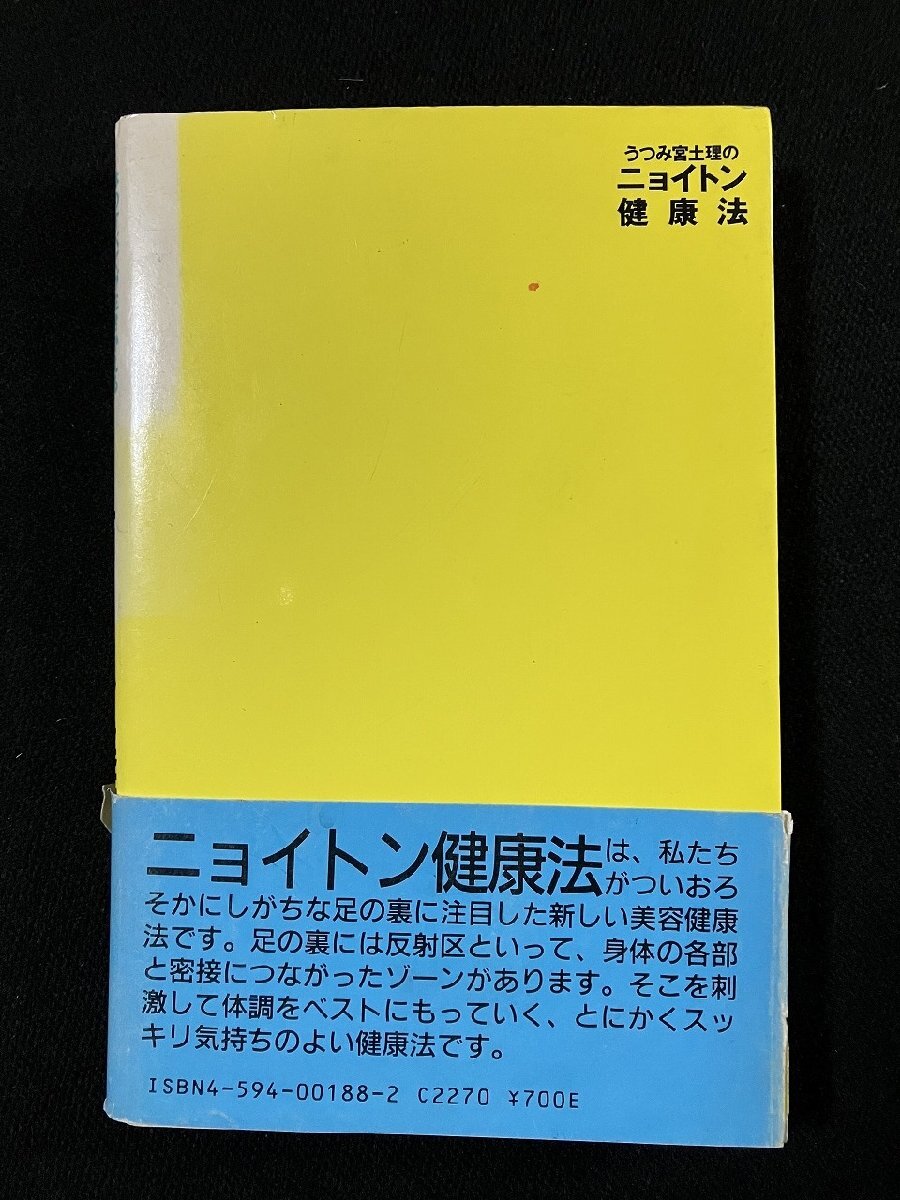 うつみ宮土理の
ニョイトン
健康法
ニョイトン健康法は、私たち
がついおろ
そかにしがちな足の裏に注目した新しい美容健康
法です。足の裏には反射区といって、身体の各部
と密接につながったゾーンがあります。そこを刺
激して体調をベストにもっていく、とにかくスッ
キリ気持ちのよい健康法です。
ISBN4-594-00188-2 C2270 ¥700E